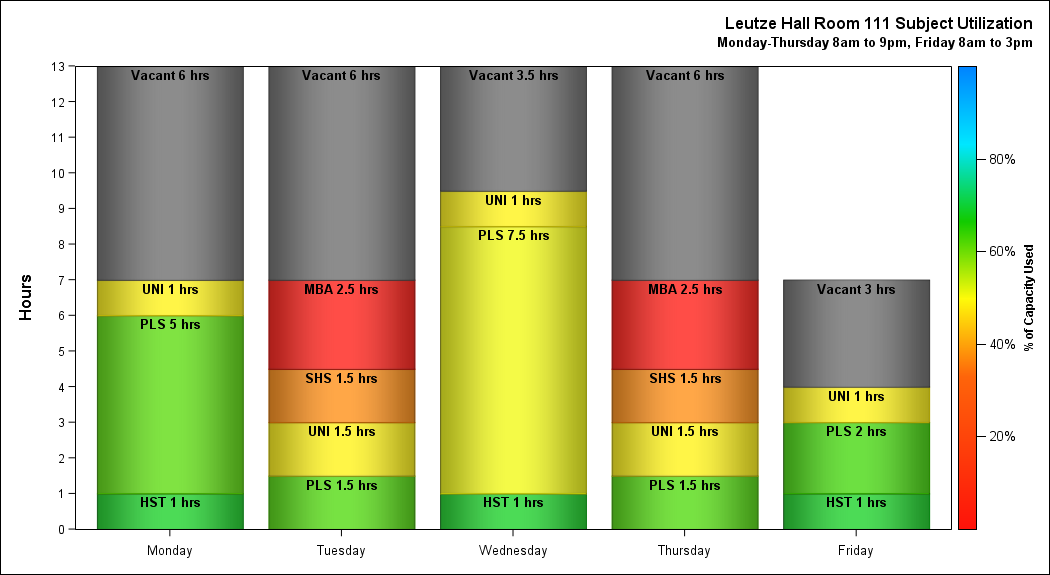 Leutze Hall Room 111 Subject Utilization
Monday-Thursday 8am to 9pm, Friday 8am to 3pm
Hours
13
12
11
10
9
8
7
6
5
4
3
2
1
0
Vacant 6 hrs
UNI 1 hrs
PLS 5 hrs
HST 1 hrs
Monday
Vacant 6 hrs
MBA 2.5 hrs
SHS 1.5 hrs
UNI 1.5 hrs
PLS 1.5 hrs
Tuesday
Vacant 3.5 hrs
UNI 1 hrs
PLS 7.5 hrs
HST 1 hrs
Wednesday
Vacant 6 hrs
MBA 2.5 hrs
SHS 1.5 hrs
UNI 1.5 hrs
PLS 1.5 hrs
Thursday
Vacant 3 hrs
UNI 1 hrs
PLS 2 hrs
HST 1 hrs
Friday
80%
60%
40%
20%
% of Capacity Used